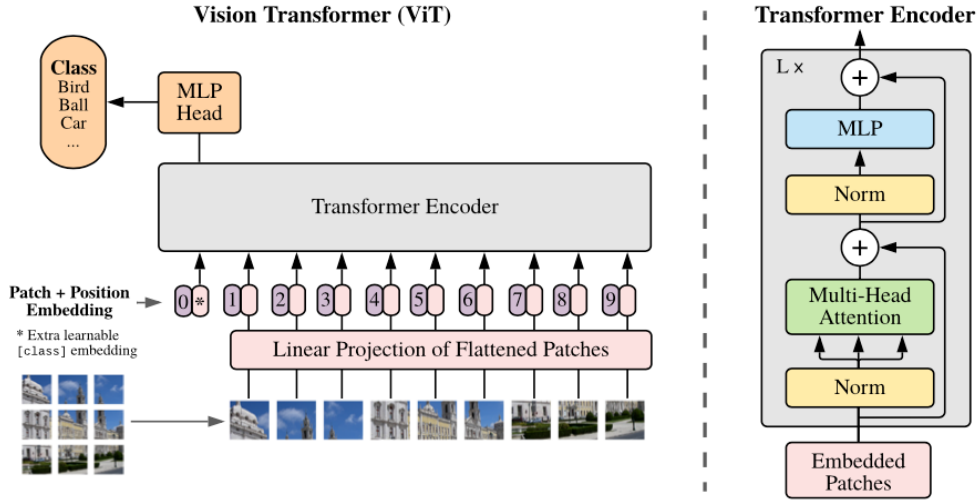 Vision Transformer (ViT)
Class
Bird
Ball
Car
...
MLP
Head
Transformer Encoder
Patch + Position
Embedding
0 * 1 2 3 4 5 6 7 8 9
* Extra learnable
[class] embedding
Linear Projection of Flattened Patches
Transformer Encoder
L ×
+
MLP
Norm
+
Multi-Head
Attention
Norm
Embedded
Patches